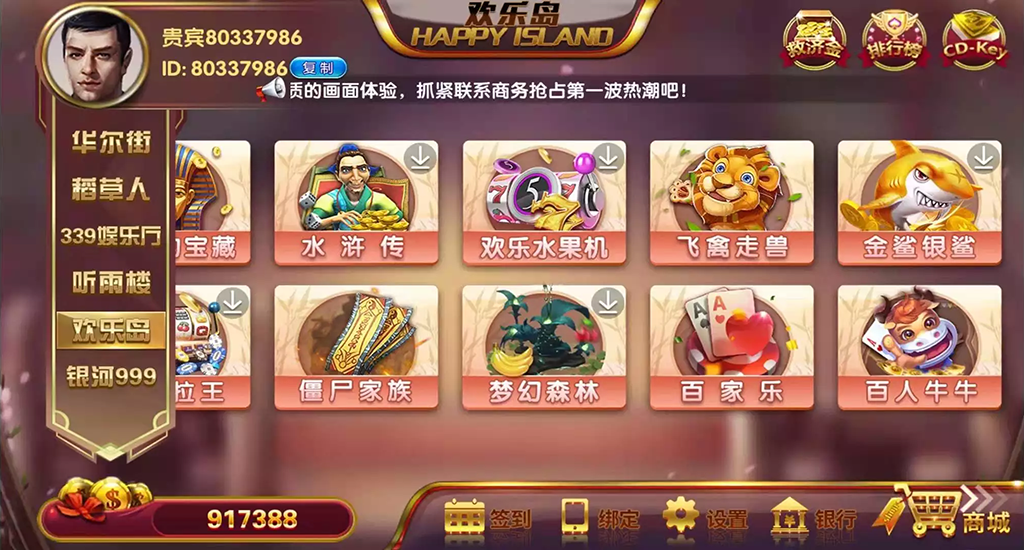 欢乐岛
HAPPY ISLAND
贵宾80337986
ID: 80337986
复制
救济金
排行榜
CD-Key
质的画面体验，抓紧联系商务抢占第一波热潮吧！
华尔街
稻草人
339娱乐厅
听雨楼
欢乐岛
银河999
宝藏
水浒传
欢乐水果机
飞禽走兽
金鲨银鲨
拉王
僵尸家族
梦幻森林
百家乐
百人牛牛
917388
签到
绑定
设置
银行
商城